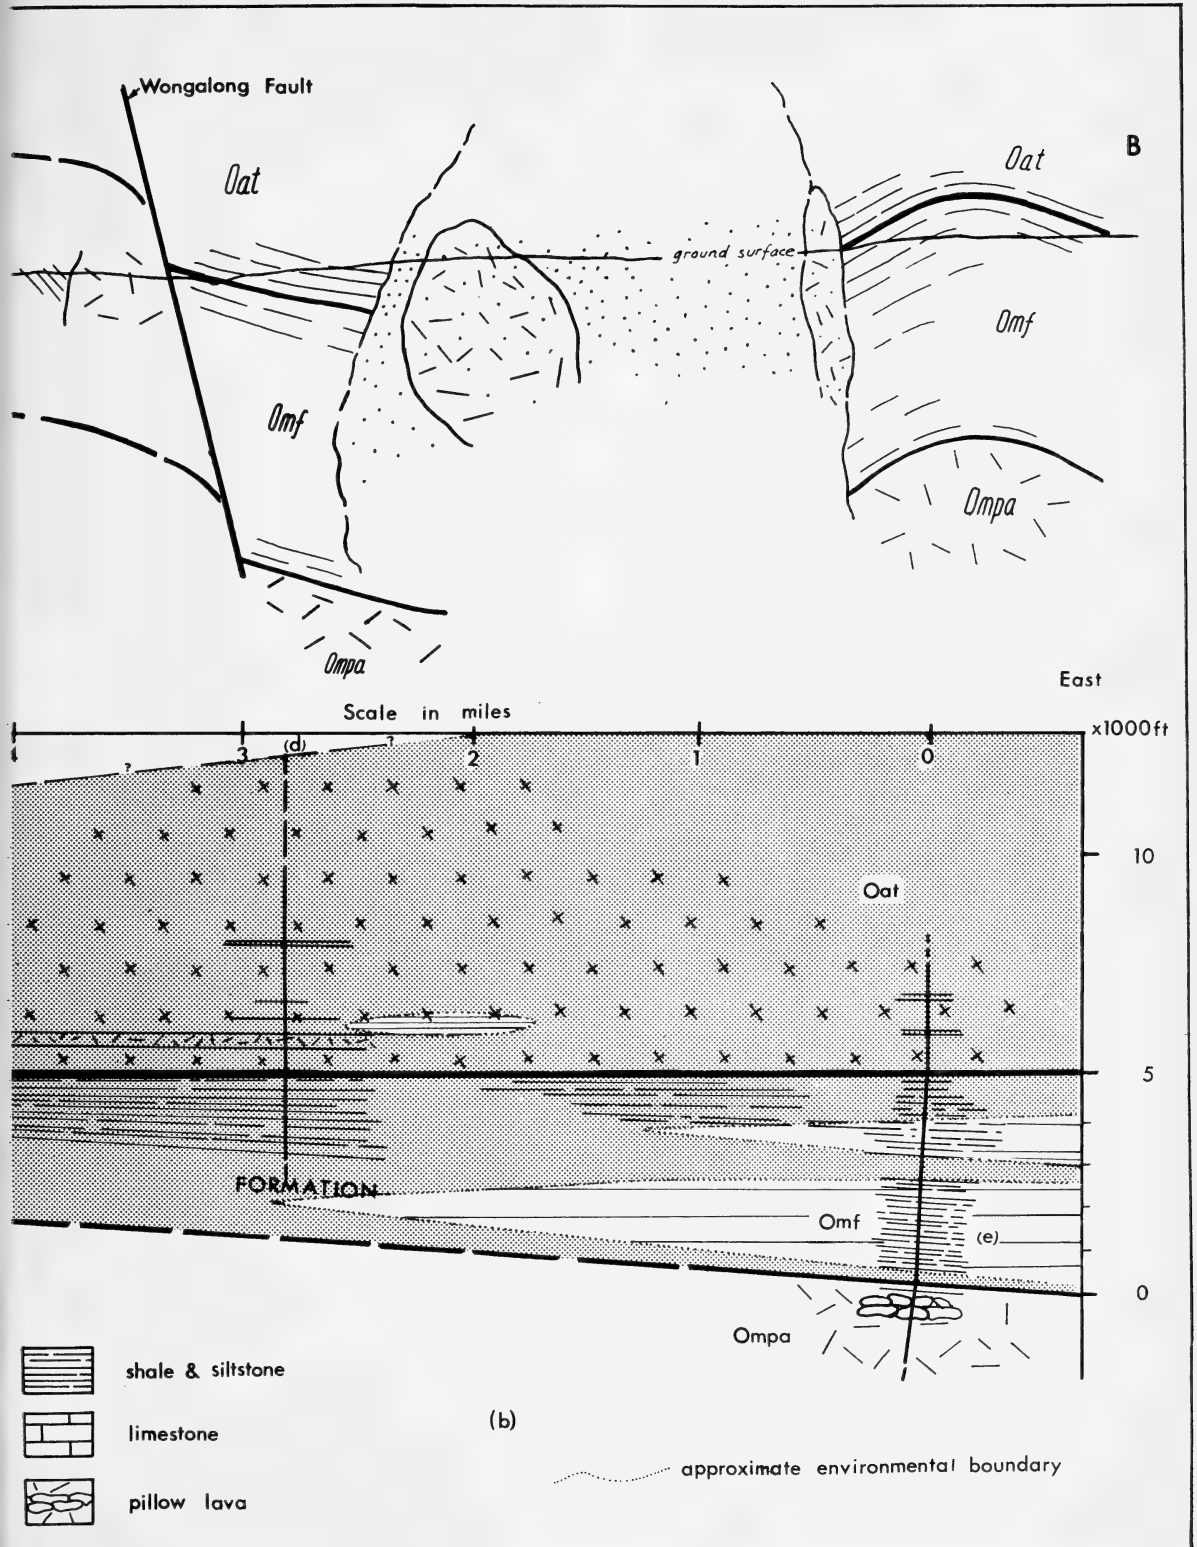 Wongalong Fault
B
Oat
Oat
ground surface
Omf
Omf
Ompa
Ompa
East
Scale in miles
x1000ft
4 3 (d) ? 2 1 0
?
10
Oat
5
FORMATION
Omf
(e)
0
Ompa
shale & siltstone
(b)
limestone
approximate environmental boundary
pillow lava